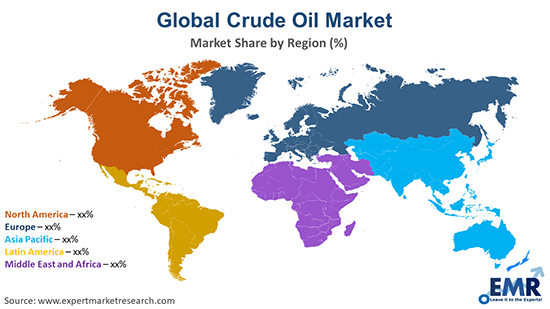 Global Crude Oil Market
Market Share by Region (%)
North America – xx%
Europe – xx%
Asia Pacific – xx%
Latin America – xx%
Middle East and Africa – xx%
Source: www.expertmarketresearch.com
EMR
Leave it to the Experts!